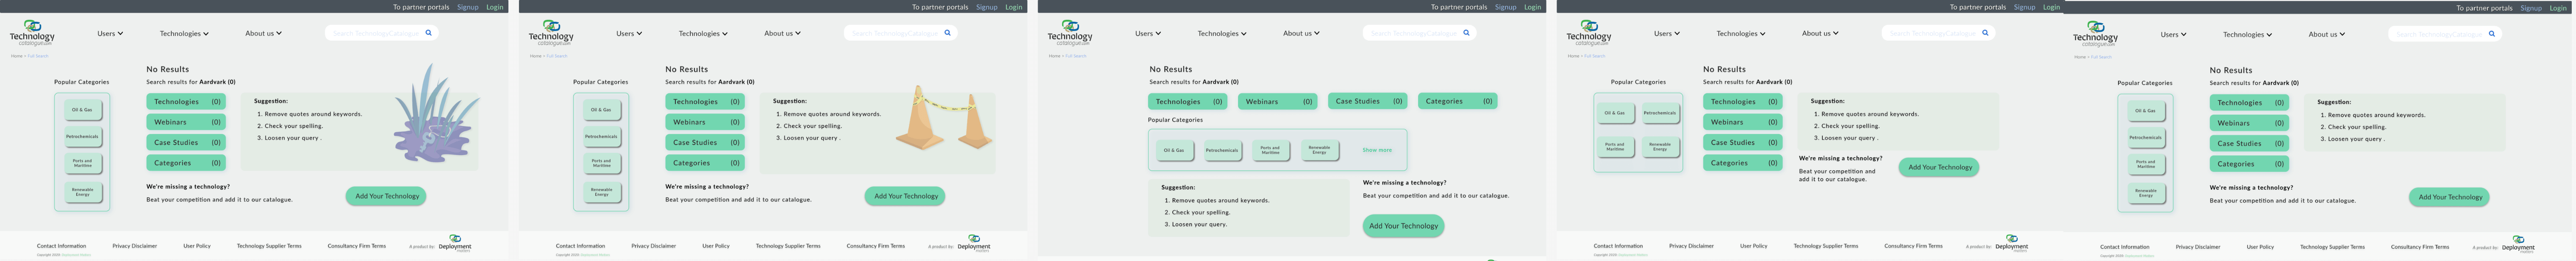 To partner portals Signup Login
Technology
catalogue.com
Users Technologies About us Search TechnologyCatalogue
Home > Full Search
No Results
Popular Categories
Search results for Aardvark (0)
Oil & Gas
Petrochemicals
Ports and
Maritime
Renewable
Energy
Technologies (0)
Webinars (0)
Case Studies (0)
Categories (0)
Suggestion:
1. Remove quotes around keywords.
2. Check your spelling.
3. Loosen your query .
We're missing a technology?
Beat your competition and add it to our catalogue.
Add Your Technology
Contact Information Privacy Disclaimer User Policy Technology Supplier Terms Consultancy Firm Terms A product by: Deployment
matters
To partner portals Signup Login
Technology
catalogue.com
Users Technologies About us Search TechnologyCatalogue
Home > Full Search
No Results
Popular Categories
Search results for Aardvark (0)
Oil & Gas
Petrochemicals
Ports and
Maritime
Renewable
Energy
Technologies (0)
Webinars (0)
Case Studies (0)
Categories (0)
Suggestion:
1. Remove quotes around keywords.
2. Check your spelling.
3. Loosen your query .
We're missing a technology?
Beat your competition and add it to our catalogue.
Add Your Technology
Contact Information Privacy Disclaimer User Policy Technology Supplier Terms Consultancy Firm Terms A product by: Deployment
matters
To partner portals Signup Login
Technology
catalogue.com
Users Technologies About us Search TechnologyCatalogue
Home > Full Search
No Results
Search results for Aardvark (0)
Technologies (0) Webinars (0) Case Studies (0) Categories (0)
Popular Categories
Oil & Gas
Petrochemicals
Ports and
Maritime
Renewable
Energy
Show more
Suggestion:
1. Remove quotes around keywords.
2. Check your spelling.
3. Loosen your query.
We're missing a technology?
Beat your competition and add it to our catalogue.
Add Your Technology
To partner portals Signup Login
Technology
catalogue.com
Users Technologies About us Search TechnologyCatalogue
Home > Full Search
No Results
Popular Categories
Search results for Aardvark (0)
Oil & Gas
Petrochemicals
Ports and
Maritime
Renewable
Energy
Technologies (0)
Webinars (0)
Case Studies (0)
Categories (0)
Suggestion:
1. Remove quotes around keywords.
2. Check your spelling.
3. Loosen your query .
We're missing a technology?
Beat your competition and
add it to our catalogue.
Add Your Technology
Contact Information Privacy Disclaimer User Policy Technology Supplier Terms Consultancy Firm Terms A product by: Deployment
matters
To partner portals Signup Login
Technology
catalogue.com
Users Technologies About us Search TechnologyCatalogue
Home > Full Search
No Results
Popular Categories
Search results for Aardvark (0)
Oil & Gas
Petrochemicals
Ports and
Maritime
Renewable
Energy
Technologies (0)
Webinars (0)
Case Studies (0)
Categories (0)
Suggestion:
1. Remove quotes around keywords.
2. Check your spelling.
3. Loosen your query .
We're missing a technology?
Beat your competition and add it to our catalogue.
Add Your Technology
Contact Information Privacy Disclaimer User Policy Technology Supplier Terms Consultancy Firm Terms A product by: Deployment
matters